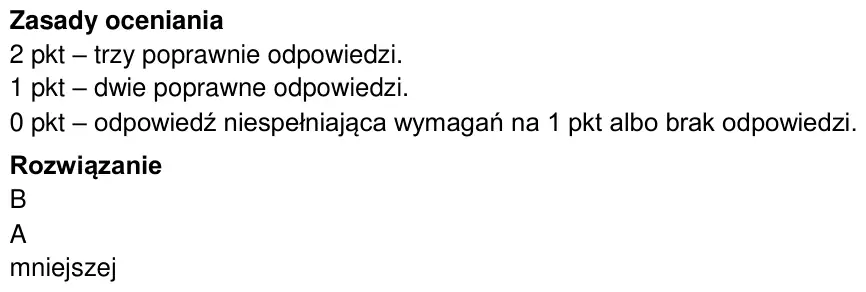 Zasady oceniania
2 pkt – trzy poprawnie odpowiedzi.
1 pkt – dwie poprawne odpowiedzi.
0 pkt – odpowiedź niespełniająca wymagań na 1 pkt albo brak odpowiedzi.
Rozwiązanie
B
A
mniejszej